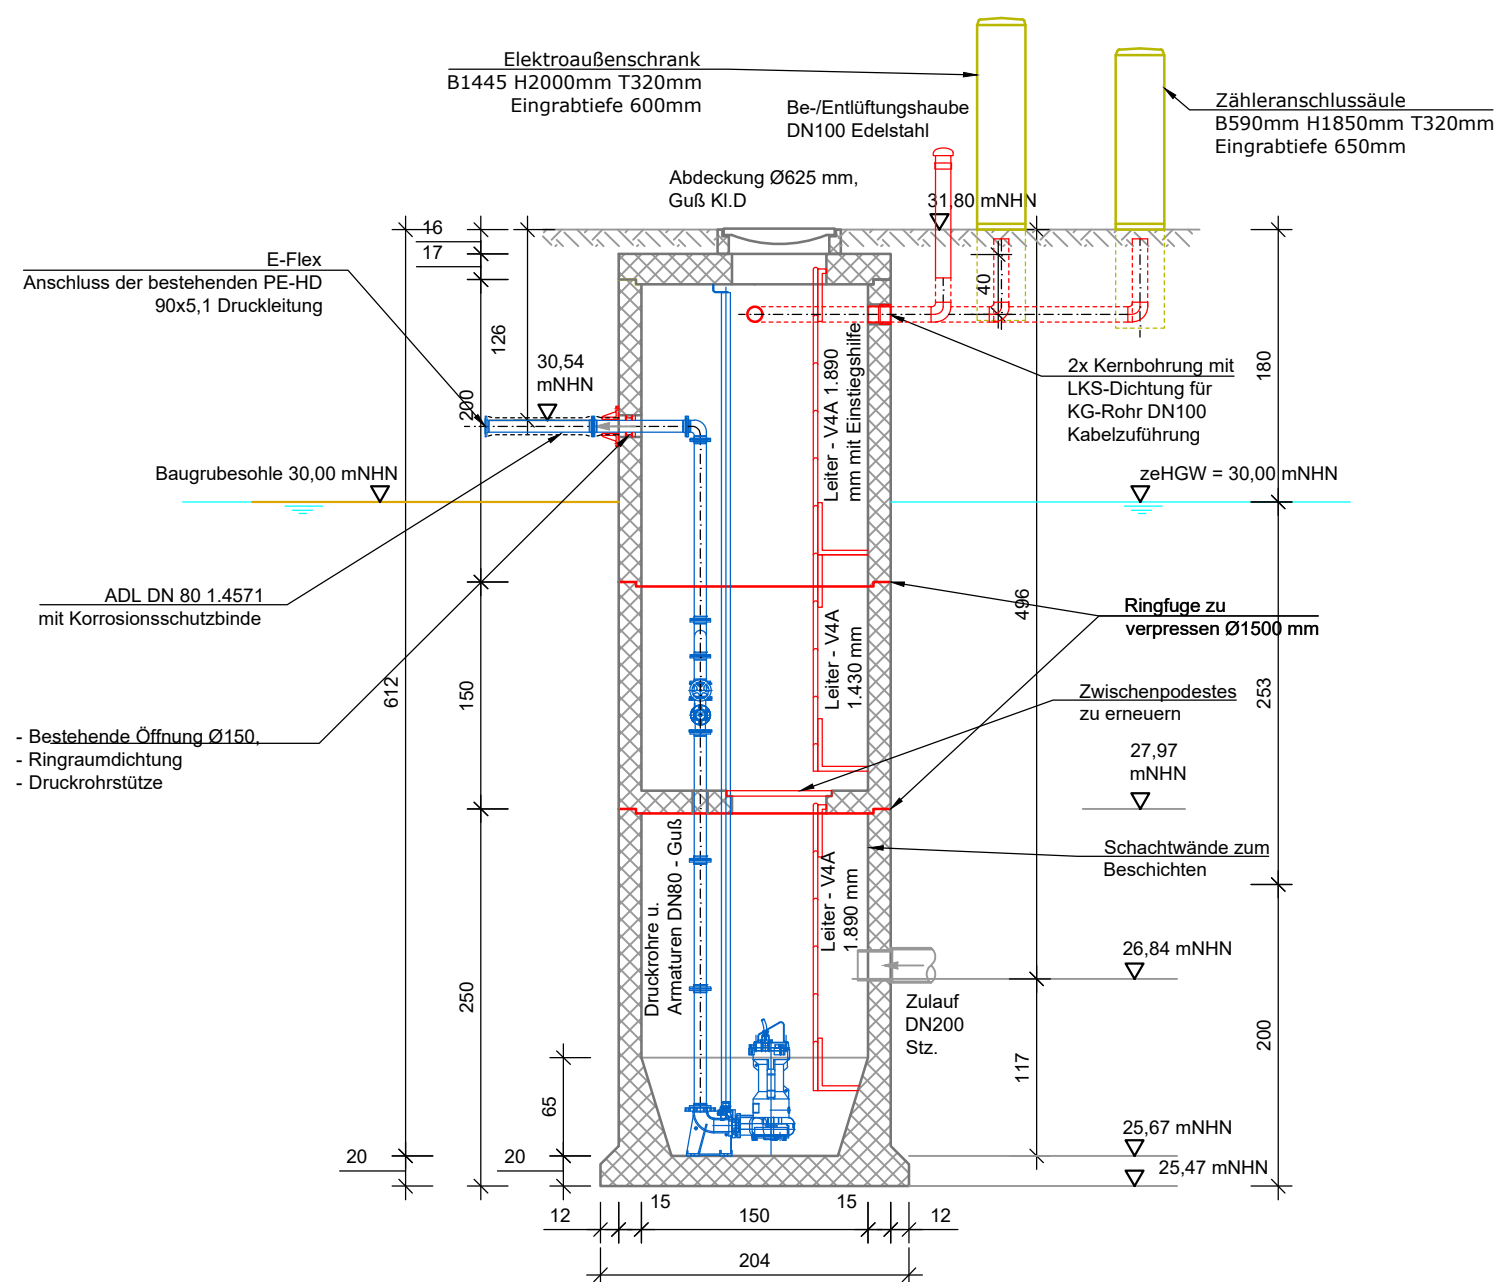 Elektroaußenschrank
B1445 H2000mm T320mm
Eingrabtiefe 600mm
Be-/Entlüftungshaube
DN100 Edelstahl
Zähleranschlussäule
B590mm H1850mm T320mm
Eingrabtiefe 650mm
Abdeckung Ø625 mm,
Guß Kl.D
31,80 mNHN
16
17
E-Flex
Anschluss der bestehenden PE-HD
90x5,1 Druckleitung
40
126
30,54
mNHN
200
180
Leiter - V4A 1.890
mm mit Einstiegshilfe
2x Kernbohrung mit
LKS-Dichtung für
KG-Rohr DN100
Kabelzuführung
Baugrubesohle 30,00 mNHN
zeHGW = 30,00 mNHN
ADL DN 80 1.4571
mit Korrosionsschutzbinde
496
Ringfuge zu
verpressen Ø1500 mm
Leiter - V4A
1.430 mm
612
150
253
Zwischenpodestes
zu erneuern
- Bestehende Öffnung Ø150,
- Ringraumdichtung
- Druckrohrstütze
27,97
mNHN
Schachtwände zum
Beschichten
Druckrohre u.
Armaturen DN80 - Guß
Leiter - V4A
1.890 mm
26,84 mNHN
250
Zulauf
DN200
Stz.
200
117
65
25,67 mNHN
20
20
25,47 mNHN
12
15
150
15
12
204